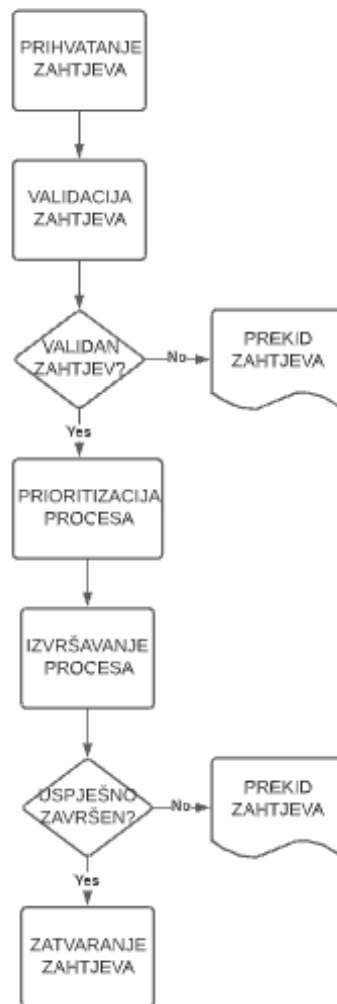 PRIHVATANJE
ZAHTJEVA
VALIDACIJA
ZAHTJEVA
VALIDAN
ZAHTJEV?
No
PREKID
ZAHTJEVA
Yes
PRIORITIZACIJA
PROCESA
IZVRŠAVANJE
PROCESA
USPJEŠNO
ZAVRŠEN?
No
PREKID
ZAHTJEVA
Yes
ZATVARANJE
ZAHTJEVA